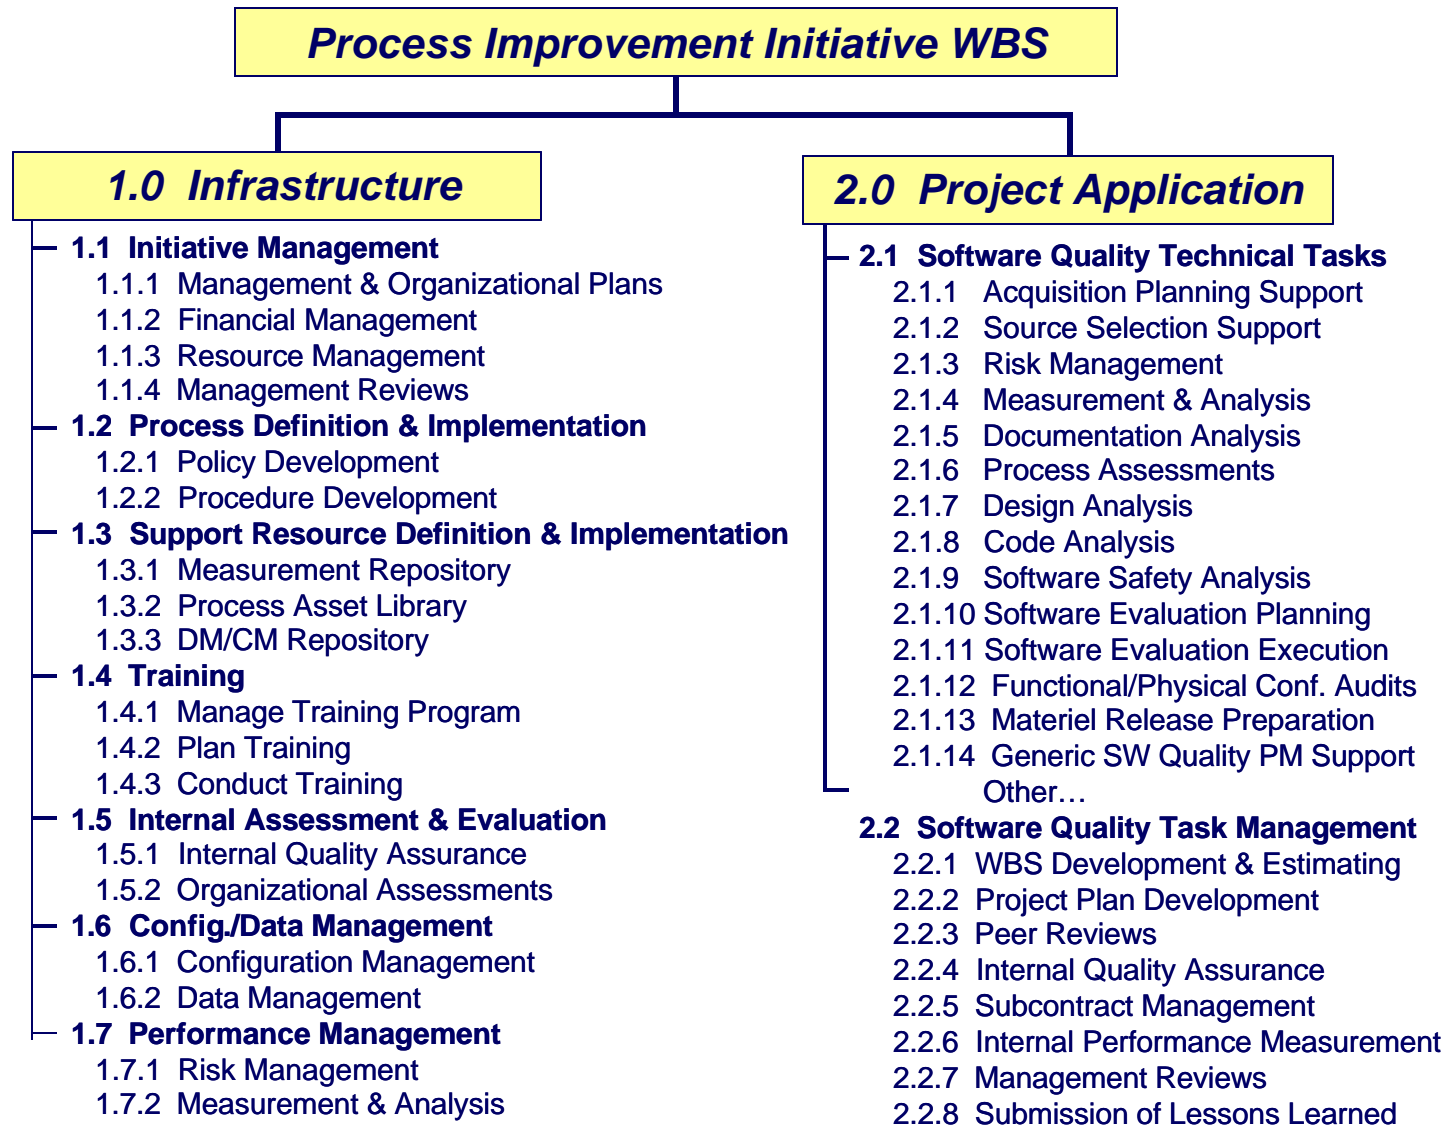 Process Improvement Initiative WBS
1.0 Infrastructure
1.1 Initiative Management
1.1.1 Management & Organizational Plans
1.1.2 Financial Management
1.1.3 Resource Management
1.1.4 Management Reviews
1.2 Process Definition & Implementation
1.2.1 Policy Development
1.2.2 Procedure Development
1.3 Support Resource Definition & Implementation
1.3.1 Measurement Repository
1.3.2 Process Asset Library
1.3.3 DM/CM Repository
1.4 Training
1.4.1 Manage Training Program
1.4.2 Plan Training
1.4.3 Conduct Training
1.5 Internal Assessment & Evaluation
1.5.1 Internal Quality Assurance
1.5.2 Organizational Assessments
1.6 Config./Data Management
1.6.1 Configuration Management
1.6.2 Data Management
1.7 Performance Management
1.7.1 Risk Management
1.7.2 Measurement & Analysis
2.0 Project Application
2.1 Software Quality Technical Tasks
2.1.1 Acquisition Planning Support
2.1.2 Source Selection Support
2.1.3 Risk Management
2.1.4 Measurement & Analysis
2.1.5 Documentation Analysis
2.1.6 Process Assessments
2.1.7 Design Analysis
2.1.8 Code Analysis
2.1.9 Software Safety Analysis
2.1.10 Software Evaluation Planning
2.1.11 Software Evaluation Execution
2.1.12 Functional/Physical Conf. Audits
2.1.13 Materiel Release Preparation
2.1.14 Generic SW Quality PM Support
Other…
2.2 Software Quality Task Management
2.2.1 WBS Development & Estimating
2.2.2 Project Plan Development
2.2.3 Peer Reviews
2.2.4 Internal Quality Assurance
2.2.5 Subcontract Management
2.2.6 Internal Performance Measurement
2.2.7 Management Reviews
2.2.8 Submission of Lessons Learned